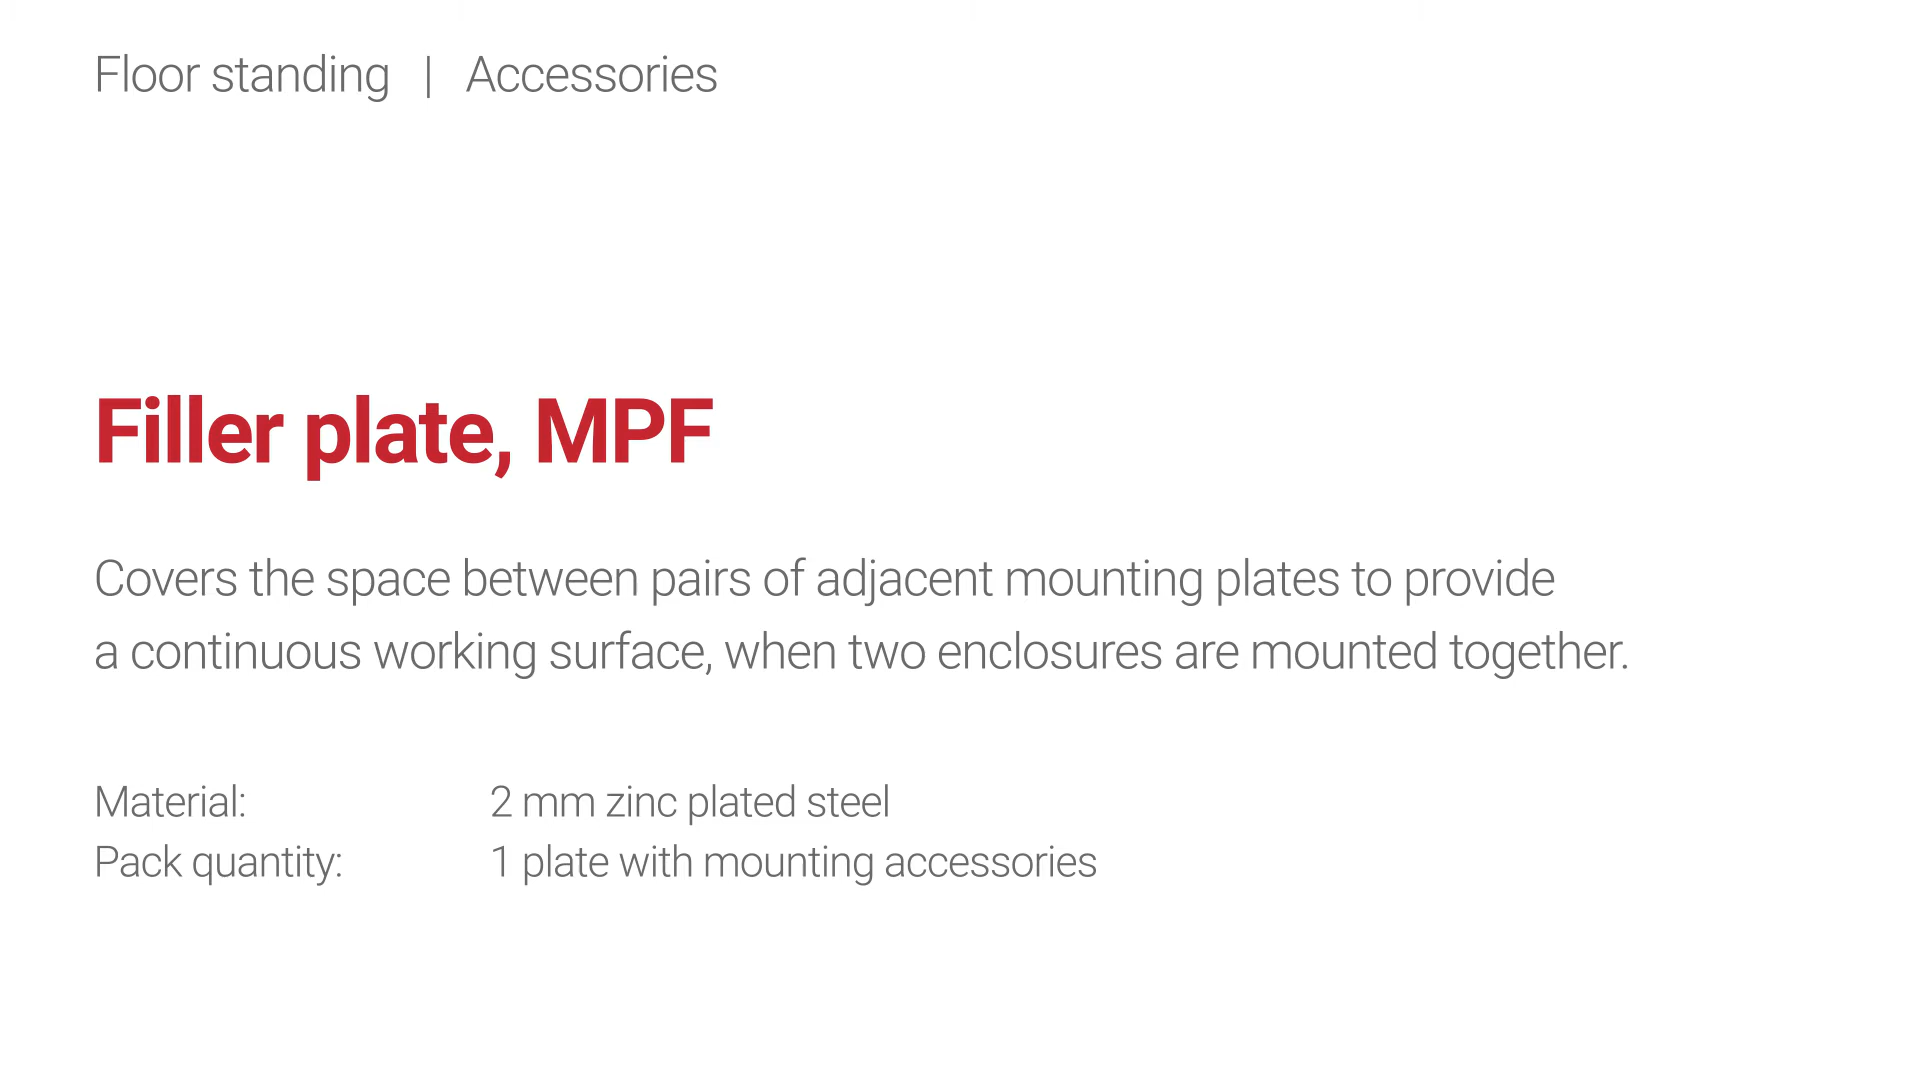 Floor standing | Accessories
Filler plate, MPF
Covers the space between pairs of adjacent mounting plates to provide
a continuous working surface, when two enclosures are mounted together.
Material: 2 mm zinc plated steel
Pack quantity: 1 plate with mounting accessories